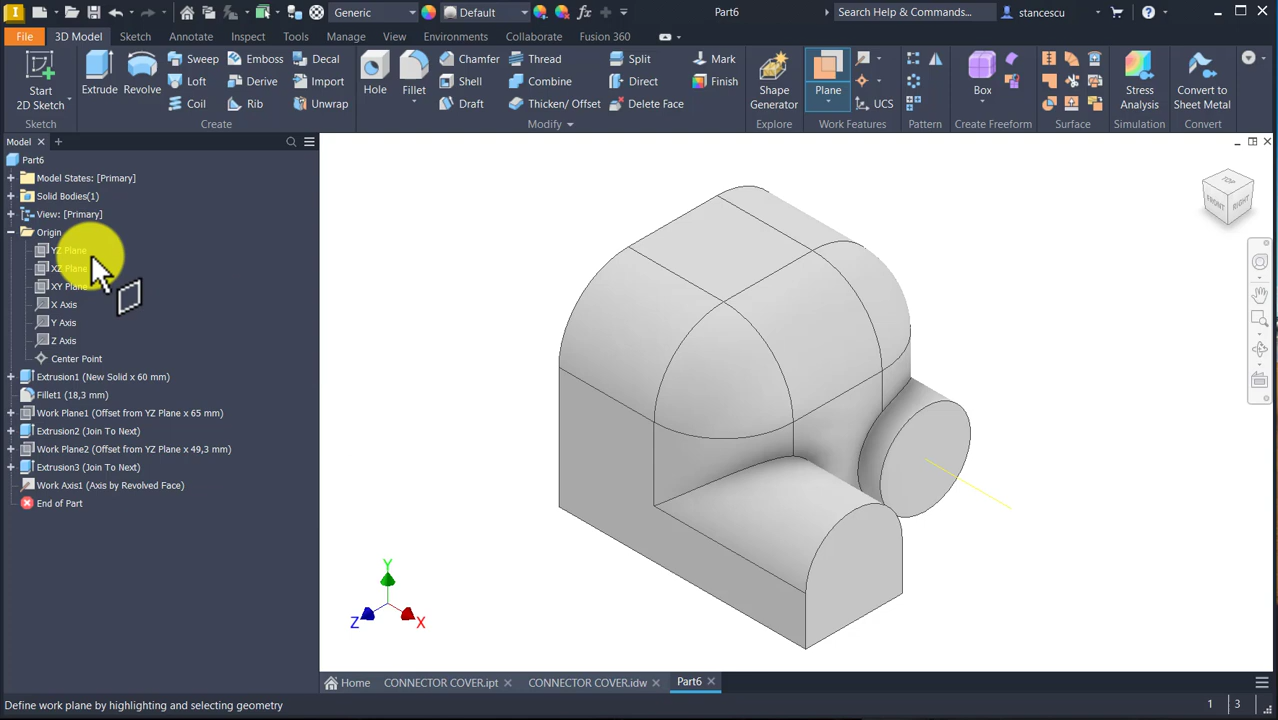 Generic
Default
Part6
Search Help & Commands...
stancescu
File
3D Model
Sketch
Annotate
Inspect
Tools
Manage
View
Environments
Collaborate
Fusion 360
Start
2D Sketch
Extrude
Revolve
Sweep
Emboss
Decal
Loft
Derive
Import
Coil
Rib
Unwrap
Hole
Fillet
Chamfer
Thread
Split
Shell
Combine
Direct
Draft
Thicken/ Offset
Delete Face
Mark
Finish
Shape
Generator
Plane
UCS
Box
Stress
Analysis
Convert to
Sheet Metal
Sketch
Create
Modify
Explore
Work Features
Pattern
Create Freeform
Surface
Simulation
Convert
Model
Part6
Model States: [Primary]
Solid Bodies(1)
View: [Primary]
Origin
YZ Plane
XZ Plane
XY Plane
X Axis
Y Axis
Z Axis
Center Point
Extrusion1 (New Solid x 60 mm)
Fillet1 (18,3 mm)
Work Plane1 (Offset from YZ Plane x 65 mm)
Extrusion2 (Join To Next)
Work Plane2 (Offset from YZ Plane x 49,3 mm)
Extrusion3 (Join To Next)
Work Axis1 (Axis by Revolved Face)
End of Part
TOP
FRONT
RIGHT
Y
Z
X
Home
CONNECTOR COVER.ipt
CONNECTOR COVER.idw
Part6
Define work plane by highlighting and selecting geometry
1
3